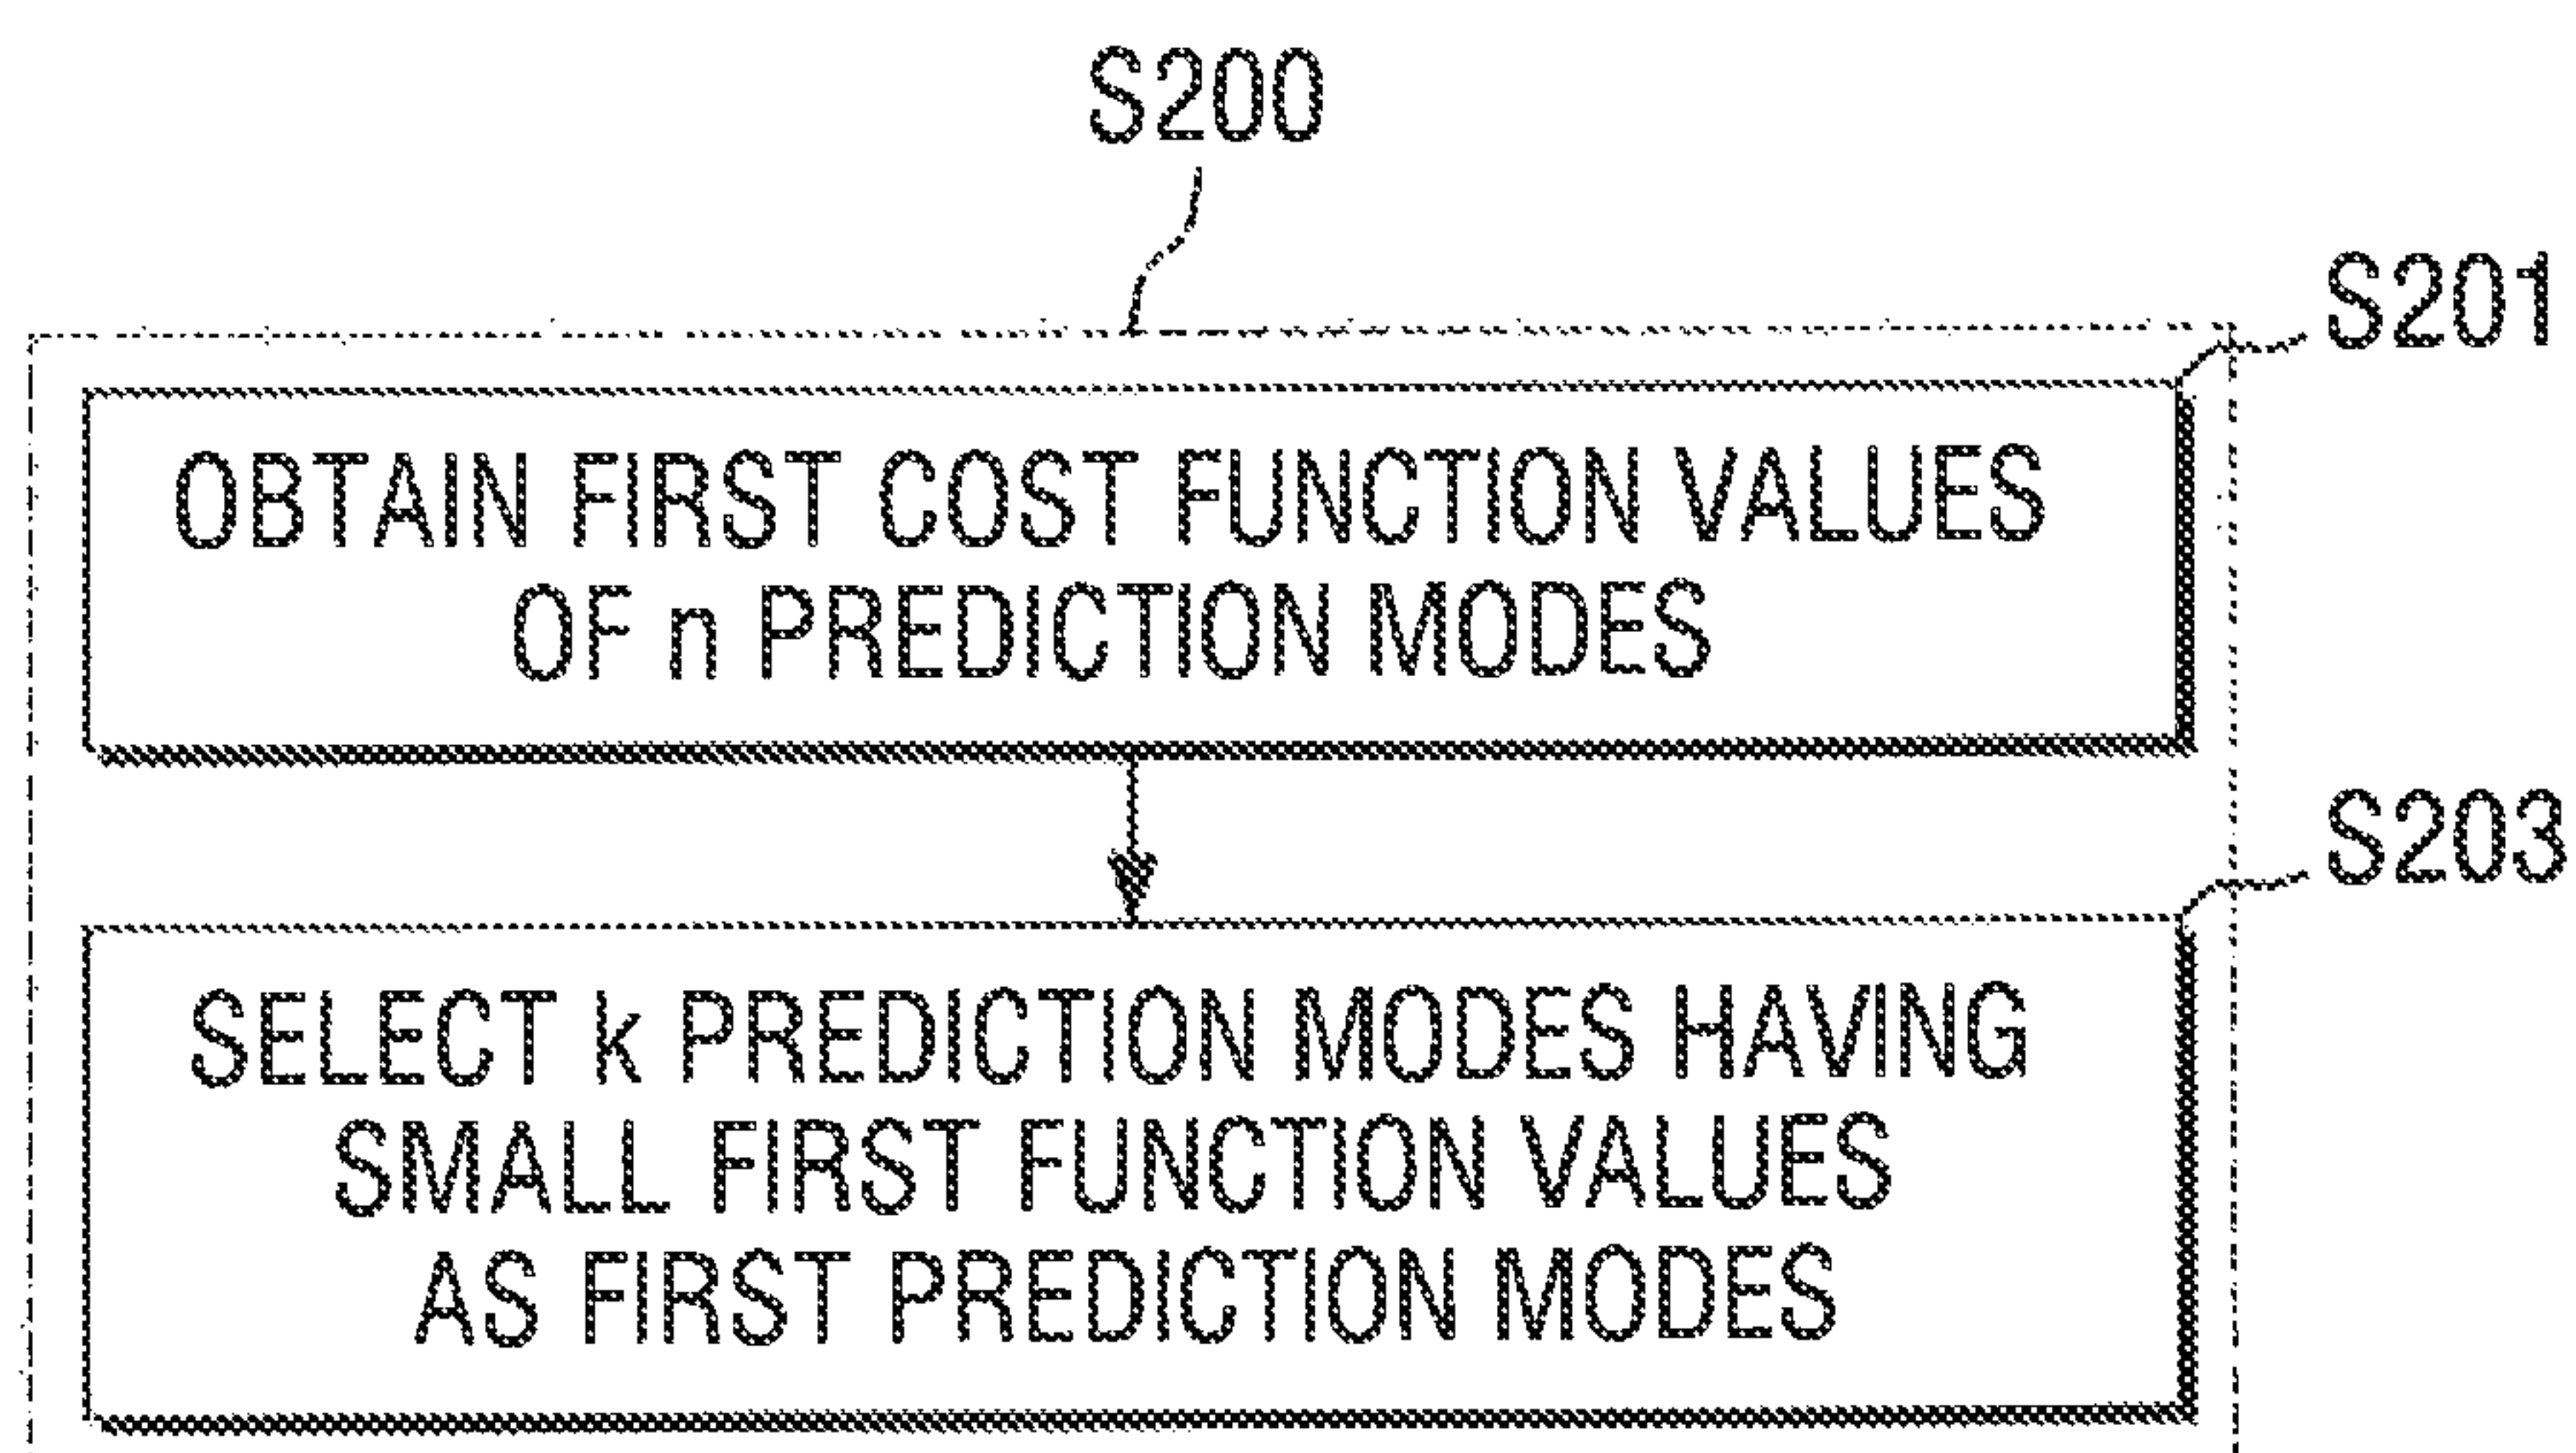 S200
S201
OBTAIN FIRST COST FUNCTION VALUES
OF n PREDICTION MODES
S203
SELECT k PREDICTION MODES HAVING
SMALL FIRST FUNCTION VALUES
AS FIRST PREDICTION MODES